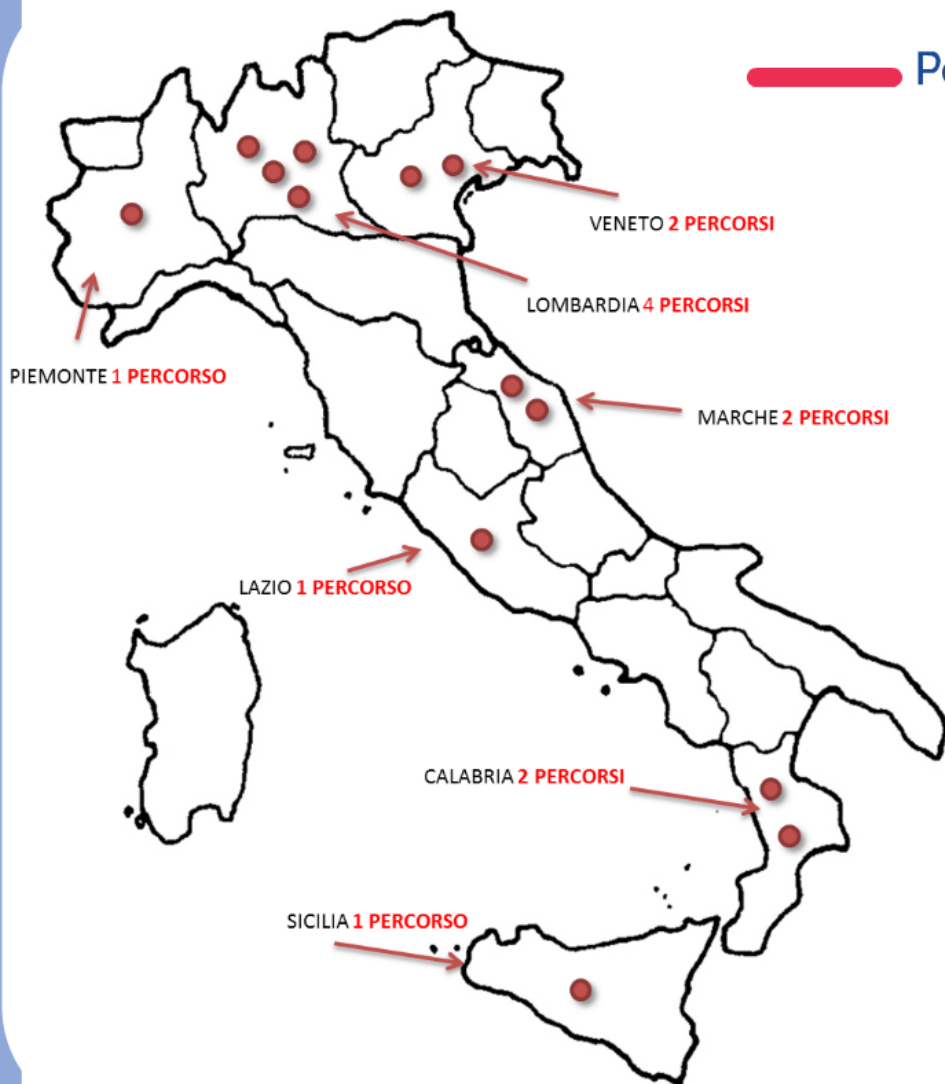 VENETO 2 PERCORSI
LOMBARDIA 4 PERCORSI
PIEMONTE 1 PERCORSO
MARCHE 2 PERCORSI
LAZIO 1 PERCORSO
CALABRIA 2 PERCORSI
SICILIA 1 PERCORSO